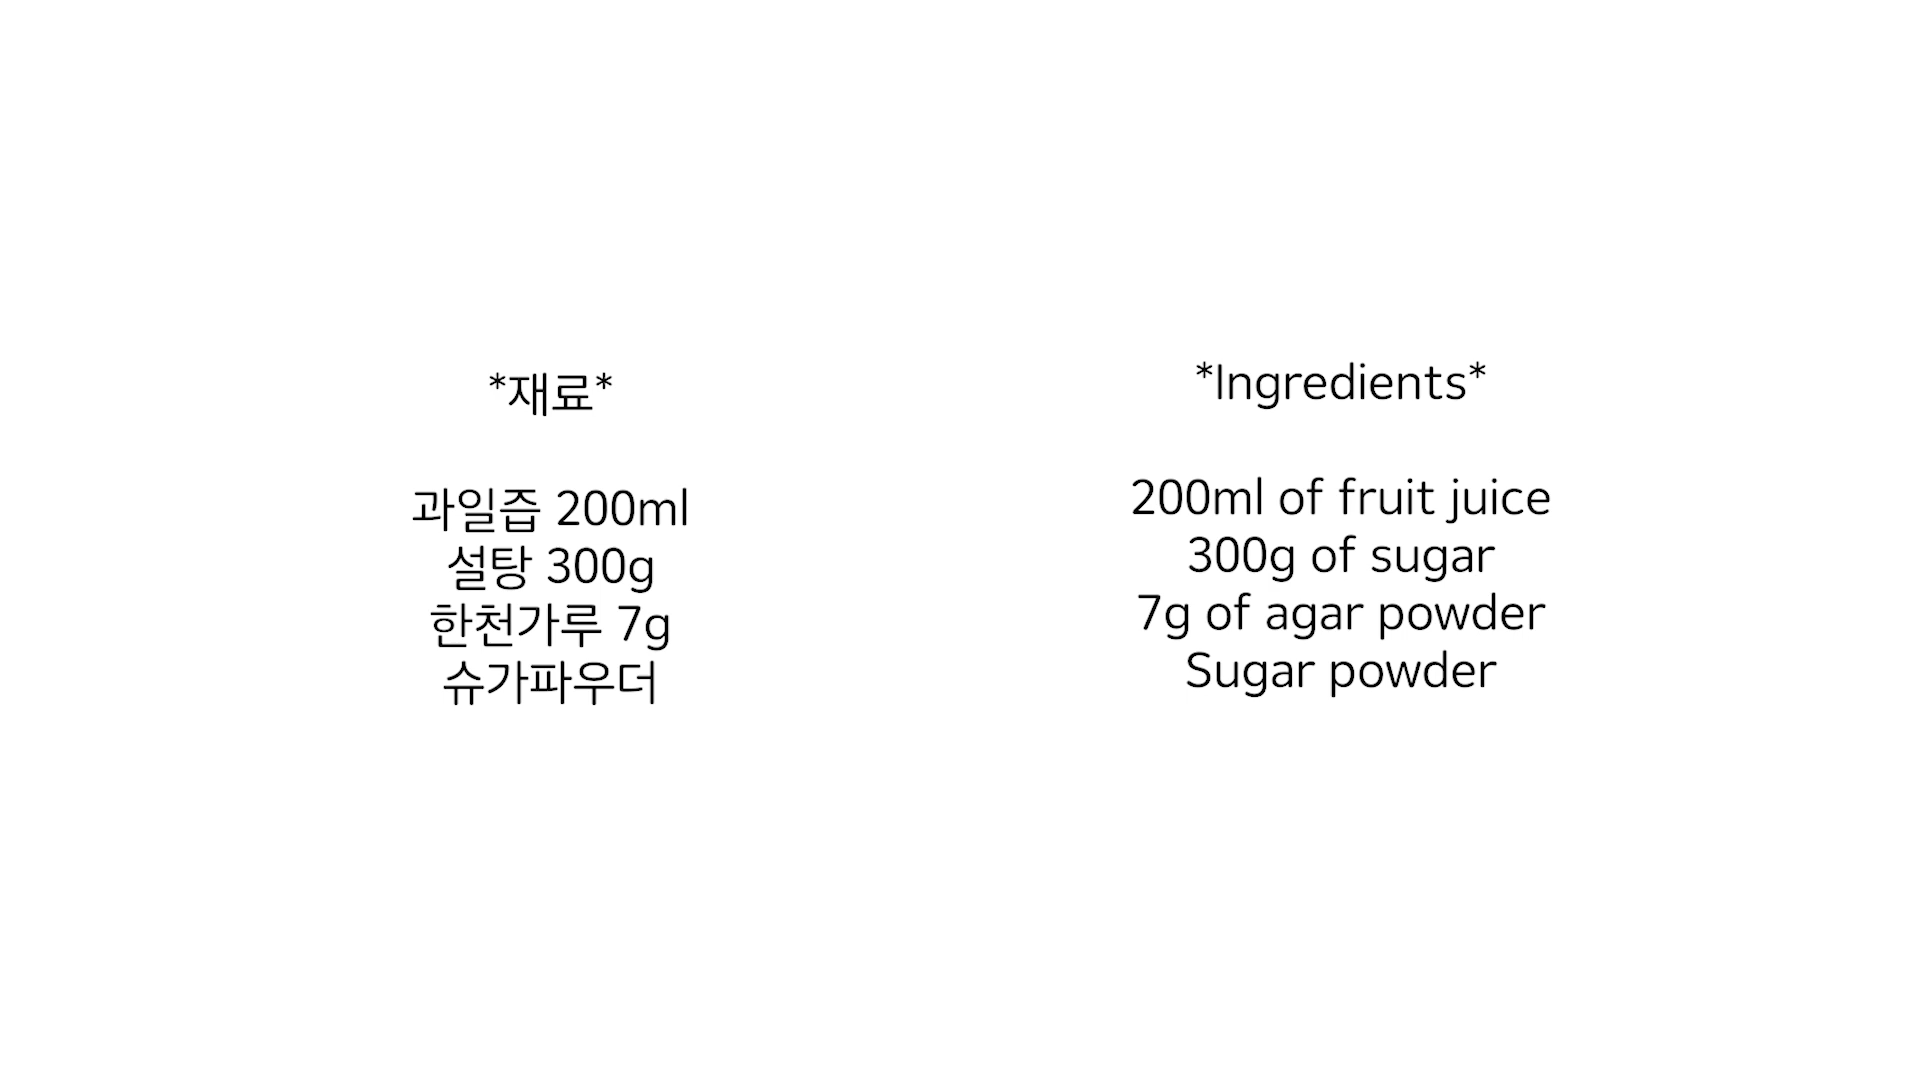 *재료*
과일즙 200ml
설탕 300g
한천가루 7g
슈가파우더
*Ingredients*
200ml of fruit juice
300g of sugar
7g of agar powder
Sugar powder